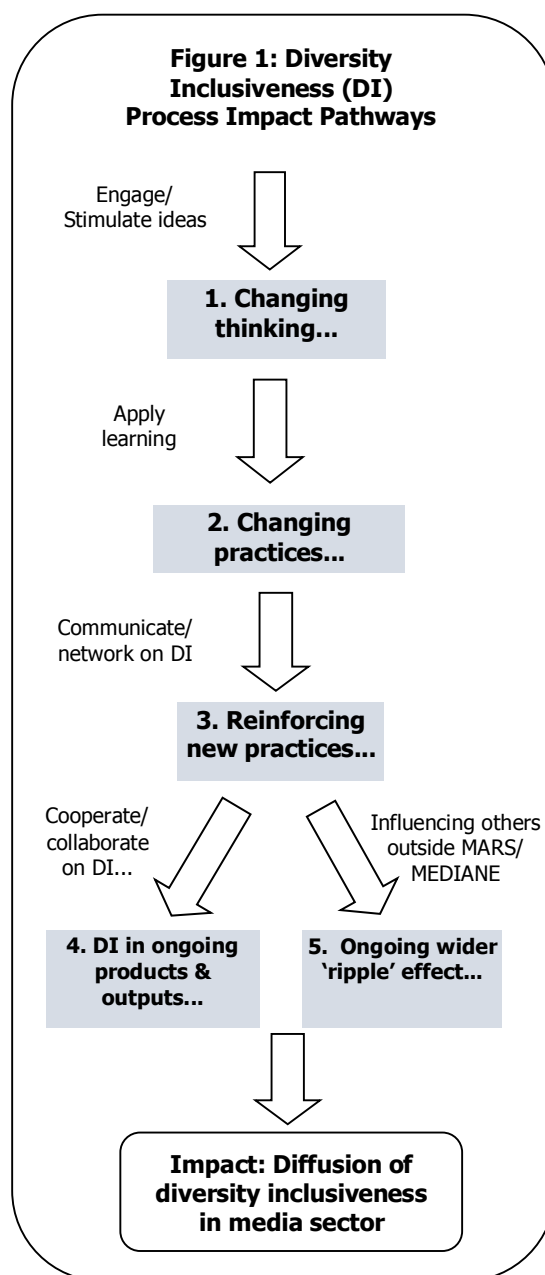 Figure 1: Diversity
Inclusiveness (DI)
Process Impact Pathways
Engage/
Stimulate ideas
1. Changing
thinking...
Apply
learning
2. Changing
practices...
Communicate/
network on DI
3. Reinforcing
new practices...
Cooperate/
collaborate
on DI...
Influencing others
outside MARS/
MEDIANE
4. DI in ongoing
products &
outputs...
5. Ongoing wider
‘ripple’ effect...
Impact: Diffusion of
diversity inclusiveness
in media sector